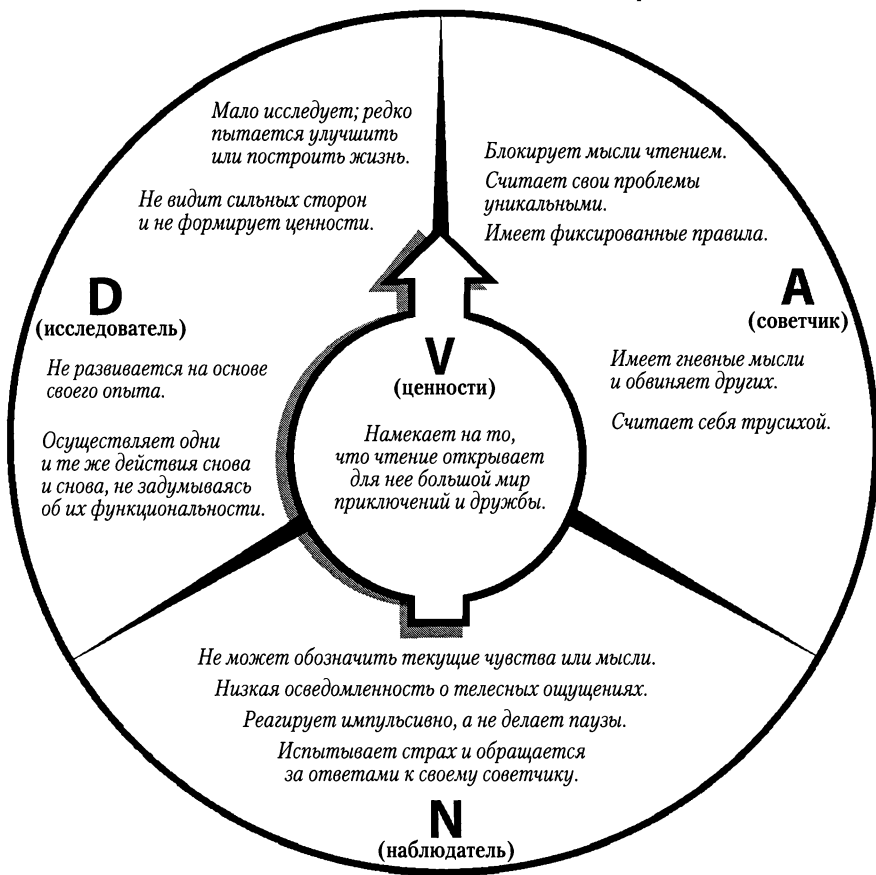 Мало исследует; редко
пытается улучшить
или построить жизнь.
Не видит сильных сторон
и не формирует ценности.
D
(исследователь)
Не развивается на основе
своего опыта.
Осуществляет одни
и те же действия снова
и снова, не задумываясь
об их функциональности.
Блокирует мысли чтением.
Считает свои проблемы
уникальными.
Имеет фиксированные правила.
A
(советчик)
Имеет гневные мысли
и обвиняет других.
Считает себя трусихой.
V
(ценности)
Намекает на то,
что чтение открывает
для нее большой мир
приключений и дружбы.
Не может обозначить текущие чувства или мысли.
Низкая осведомленность о телесных ощущениях.
Реагирует импульсивно, а не делает паузы.
Испытывает страх и обращается
за ответами к своему советчику.
N
(наблюдатель)